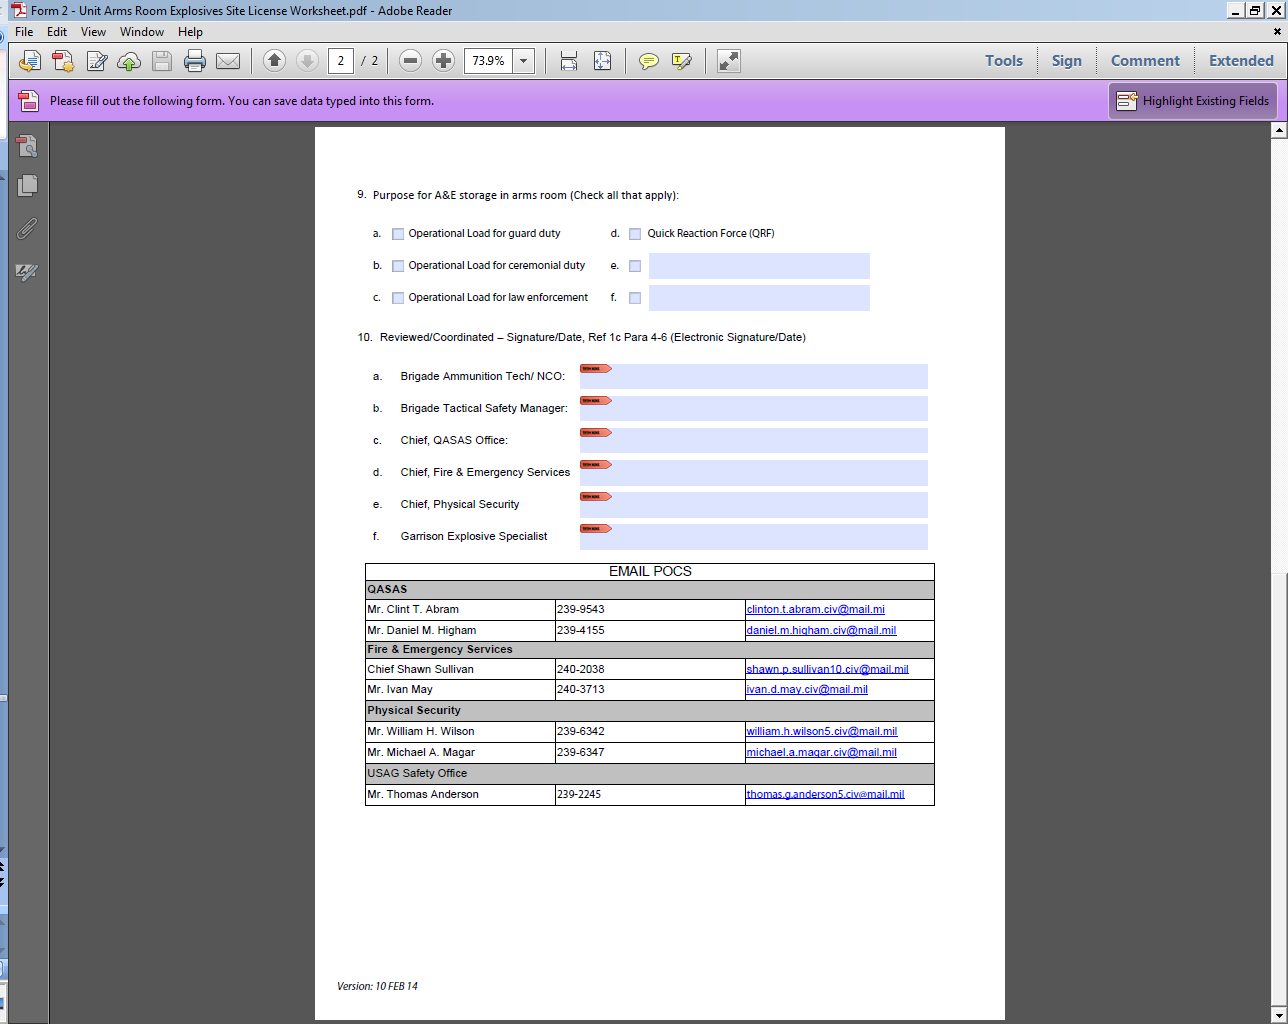 Form 2 - Unit Arms Room Explosives Site License Worksheet.pdf - Adobe Reader
File Edit View Window Help
2 / 2 73.9% Tools Sign Comment Extended
Please fill out the following form. You can save data typed into this form. Highlight Existing Fields
9. Purpose for A&E storage in arms room (Check all that apply):
a. Operational Load for guard duty d. Quick Reaction Force (QRF)
b. Operational Load for ceremonial duty e.
c. Operational Load for law enforcement f.
10. Reviewed/Coordinated – Signature/Date, Ref 1c Para 4-6 (Electronic Signature/Date)
a. Brigade Ammunition Tech/ NCO:
b. Brigade Tactical Safety Manager:
c. Chief, QASAS Office:
d. Chief, Fire & Emergency Services
e. Chief, Physical Security
f. Garrison Explosive Specialist
EMAIL POCS
QASAS
Mr. Clint T. Abram 239-9543 clinton.t.abram.civ@mail.mi
Mr. Daniel M. Higham 239-4155 daniel.m.higham.civ@mail.mil
Fire & Emergency Services
Chief Shawn Sullivan 240-2038 shawn.p.sullivan10.civ@mail.mil
Mr. Ivan May 240-3713 ivan.d.may.civ@mail.mil
Physical Security
Mr. William H. Wilson 239-6342 william.h.wilson5.civ@mail.mil
Mr. Michael A. Magar 239-6347 michael.a.magar.civ@mail.mil
USAG Safety Office
Mr. Thomas Anderson 239-2245 thomas.g.anderson5.civ@mail.mil
Version: 10 FEB 14